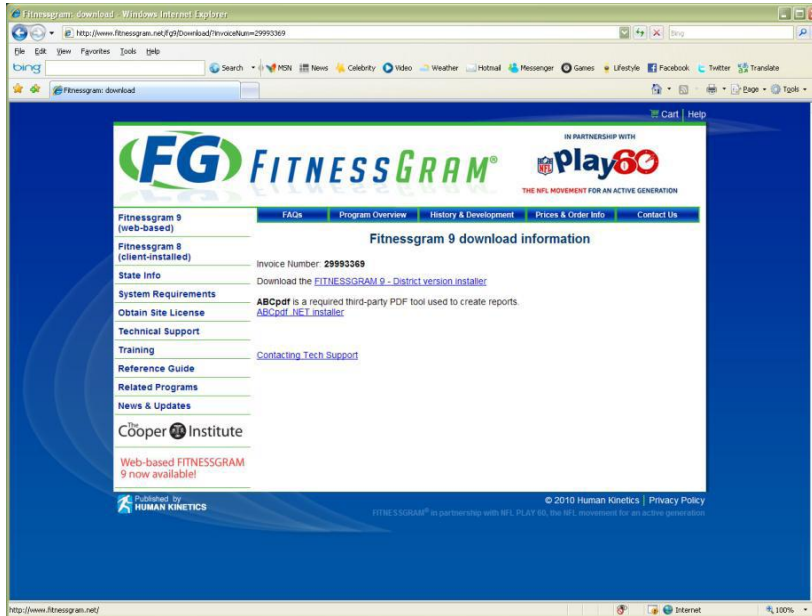 Fitnessgram: download - Windows Internet Explorer
http://www.fitnessgram.net/fg9/Download/?InvoiceNum=29993369
Bing
File Edit View Favorites Tools Help
bing Search MSN News Celebrity Video Weather Hotmail Messenger Games Lifestyle Facebook Twitter Translate
Fitnessgram: download
Page Tools
Cart | Help
FG FITNESSGRAM®
IN PARTNERSHIP WITH
NFL Play60
THE NFL MOVEMENT FOR AN ACTIVE GENERATION
FAQs Program Overview History & Development Prices & Order Info Contact Us
Fitnessgram 9
(web-based)
Fitnessgram 8
(client-installed)
State Info
System Requirements
Obtain Site License
Technical Support
Training
Reference Guide
Related Programs
News & Updates
The Cooper Institute
Web-based FITNESSGRAM
9 now available!
Fitnessgram 9 download information
Invoice Number: 29993369
Download the FITNESSGRAM 9 - District version installer
ABCpdf is a required third-party PDF tool used to create reports.
ABCpdf .NET installer
Contacting Tech Support
Published by
HUMAN KINETICS
© 2010 Human Kinetics | Privacy Policy
FITNESSGRAM® in partnership with NFL PLAY 60, the NFL movement for an active generation
http://www.fitnessgram.net/
Internet
100%